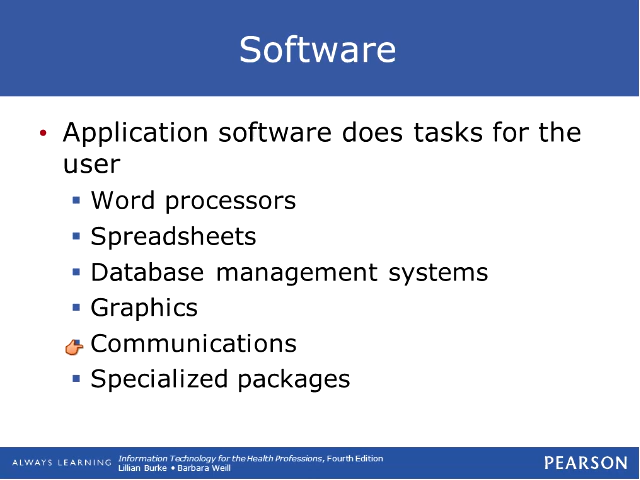 Software
• Application software does tasks for the
user
▪ Word processors
▪ Spreadsheets
▪ Database management systems
▪ Graphics
▪ Communications
▪ Specialized packages
ALWAYS LEARNING
Information Technology for the Health Professions, Fourth Edition
Lillian Burke • Barbara Weill
PEARSON